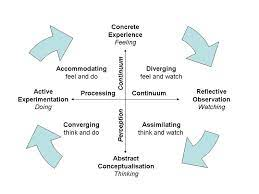 Concrete
Experience
Feeling
Continuum
Accommodating
feel and do
Diverging
feel and watch
Active
Experimentation
Doing
Processing
Continuum
Reflective
Observation
Watching
Perception
Converging
think and do
Assimilating
think and watch
Abstract
Conceptualisation
Thinking